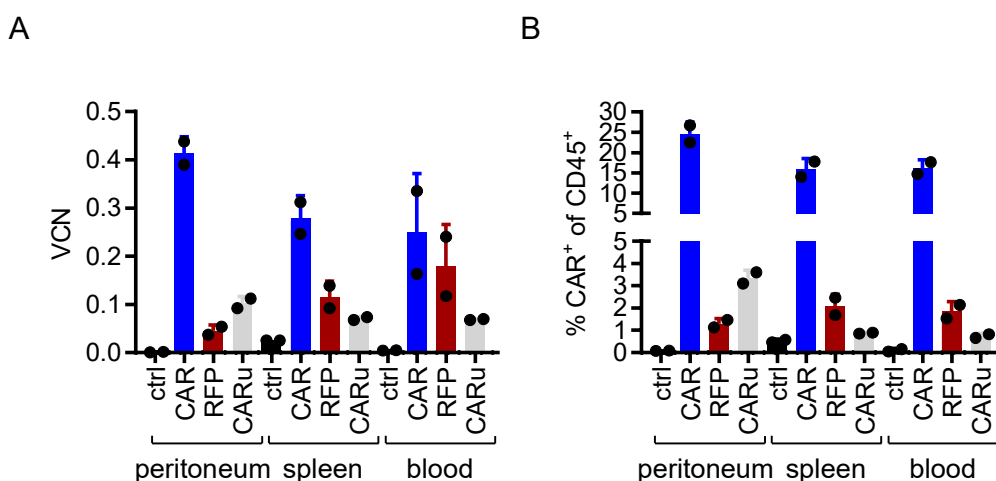 A
VCN
0.5
0.4
0.3
0.2
0.1
0.0
ctrl
CAR
RFP
CARu
ctrl
CAR
RFP
CARu
ctrl
CAR
RFP
CARu
peritoneum
spleen
blood
B
% CAR⁺ of CD45⁺
30
25
20
15
10
5
5
4
3
2
1
0
ctrl
CAR
RFP
CARu
ctrl
CAR
RFP
CARu
ctrl
CAR
RFP
CARu
peritoneum
spleen
blood